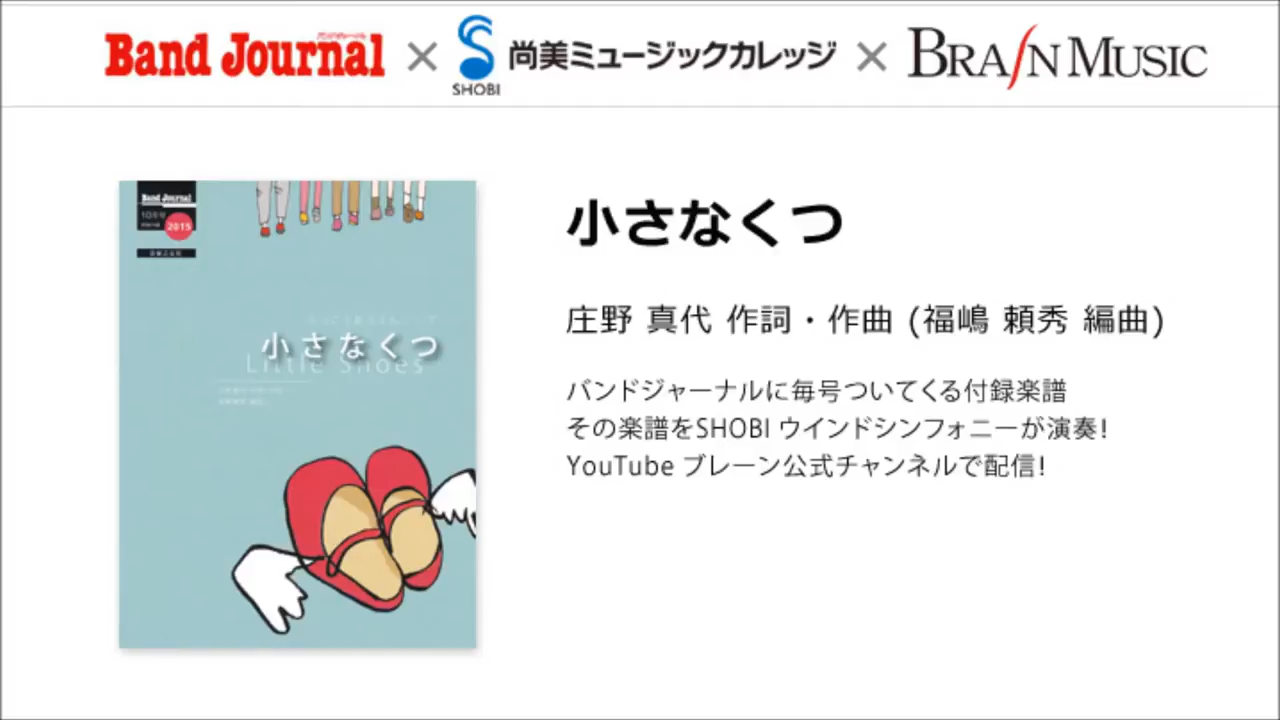 Band Journal × SHOBI 尚美ミュージックカレッジ × BRAIN MUSIC
Band Journal
10月号
2015
小さなくつ
Little Shoes
小さなくつ
庄野 真代 作詞・作曲 (福嶋 頼秀 編曲)
バンドジャーナルに毎号ついてくる付録楽譜
その楽譜をSHOBI ウインドシンフォニーが演奏!
YouTube ブレーン公式チャンネルで配信!